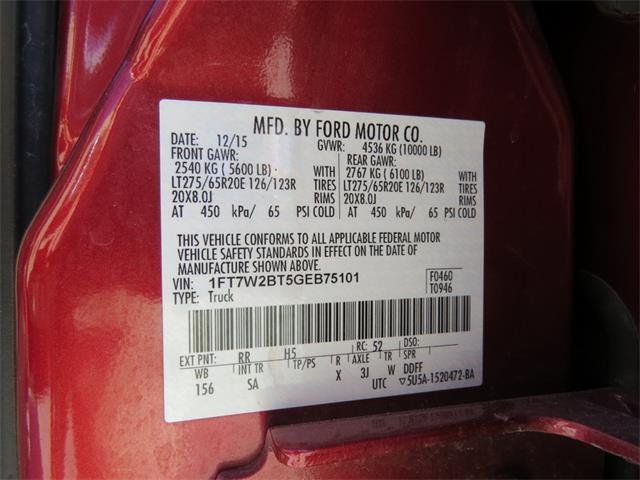 MFD. BY FORD MOTOR CO.
DATE: 12/15 GVWR: 4536 KG (10000 LB)
FRONT GAWR: REAR GAWR:
2540 KG ( 5600 LB) 2767 KG ( 6100 LB)
LT275/65R20E 126/123R TIRES LT275/65R20E 126/123R TIRES
20X8.0J RIMS 20X8.0J RIMS
AT 450 kPa/ 65 PSI COLD AT 450 kPa/ 65 PSI COLD
THIS VEHICLE CONFORMS TO ALL APPLICABLE FEDERAL MOTOR
VEHICLE SAFETY STANDARDS IN EFFECT ON THE DATE OF
MANUFACTURE SHOWN ABOVE.
VIN: 1FT7W2BT5GEB75101 F0460
TYPE: Truck T0946
EXT PNT: RR H5 RC: 52 DSO:
WB INT TR TP/PS R AXLE TR SPR
156 SA X 3J W DDFF
UTC ▽5U5A-1520472-BA